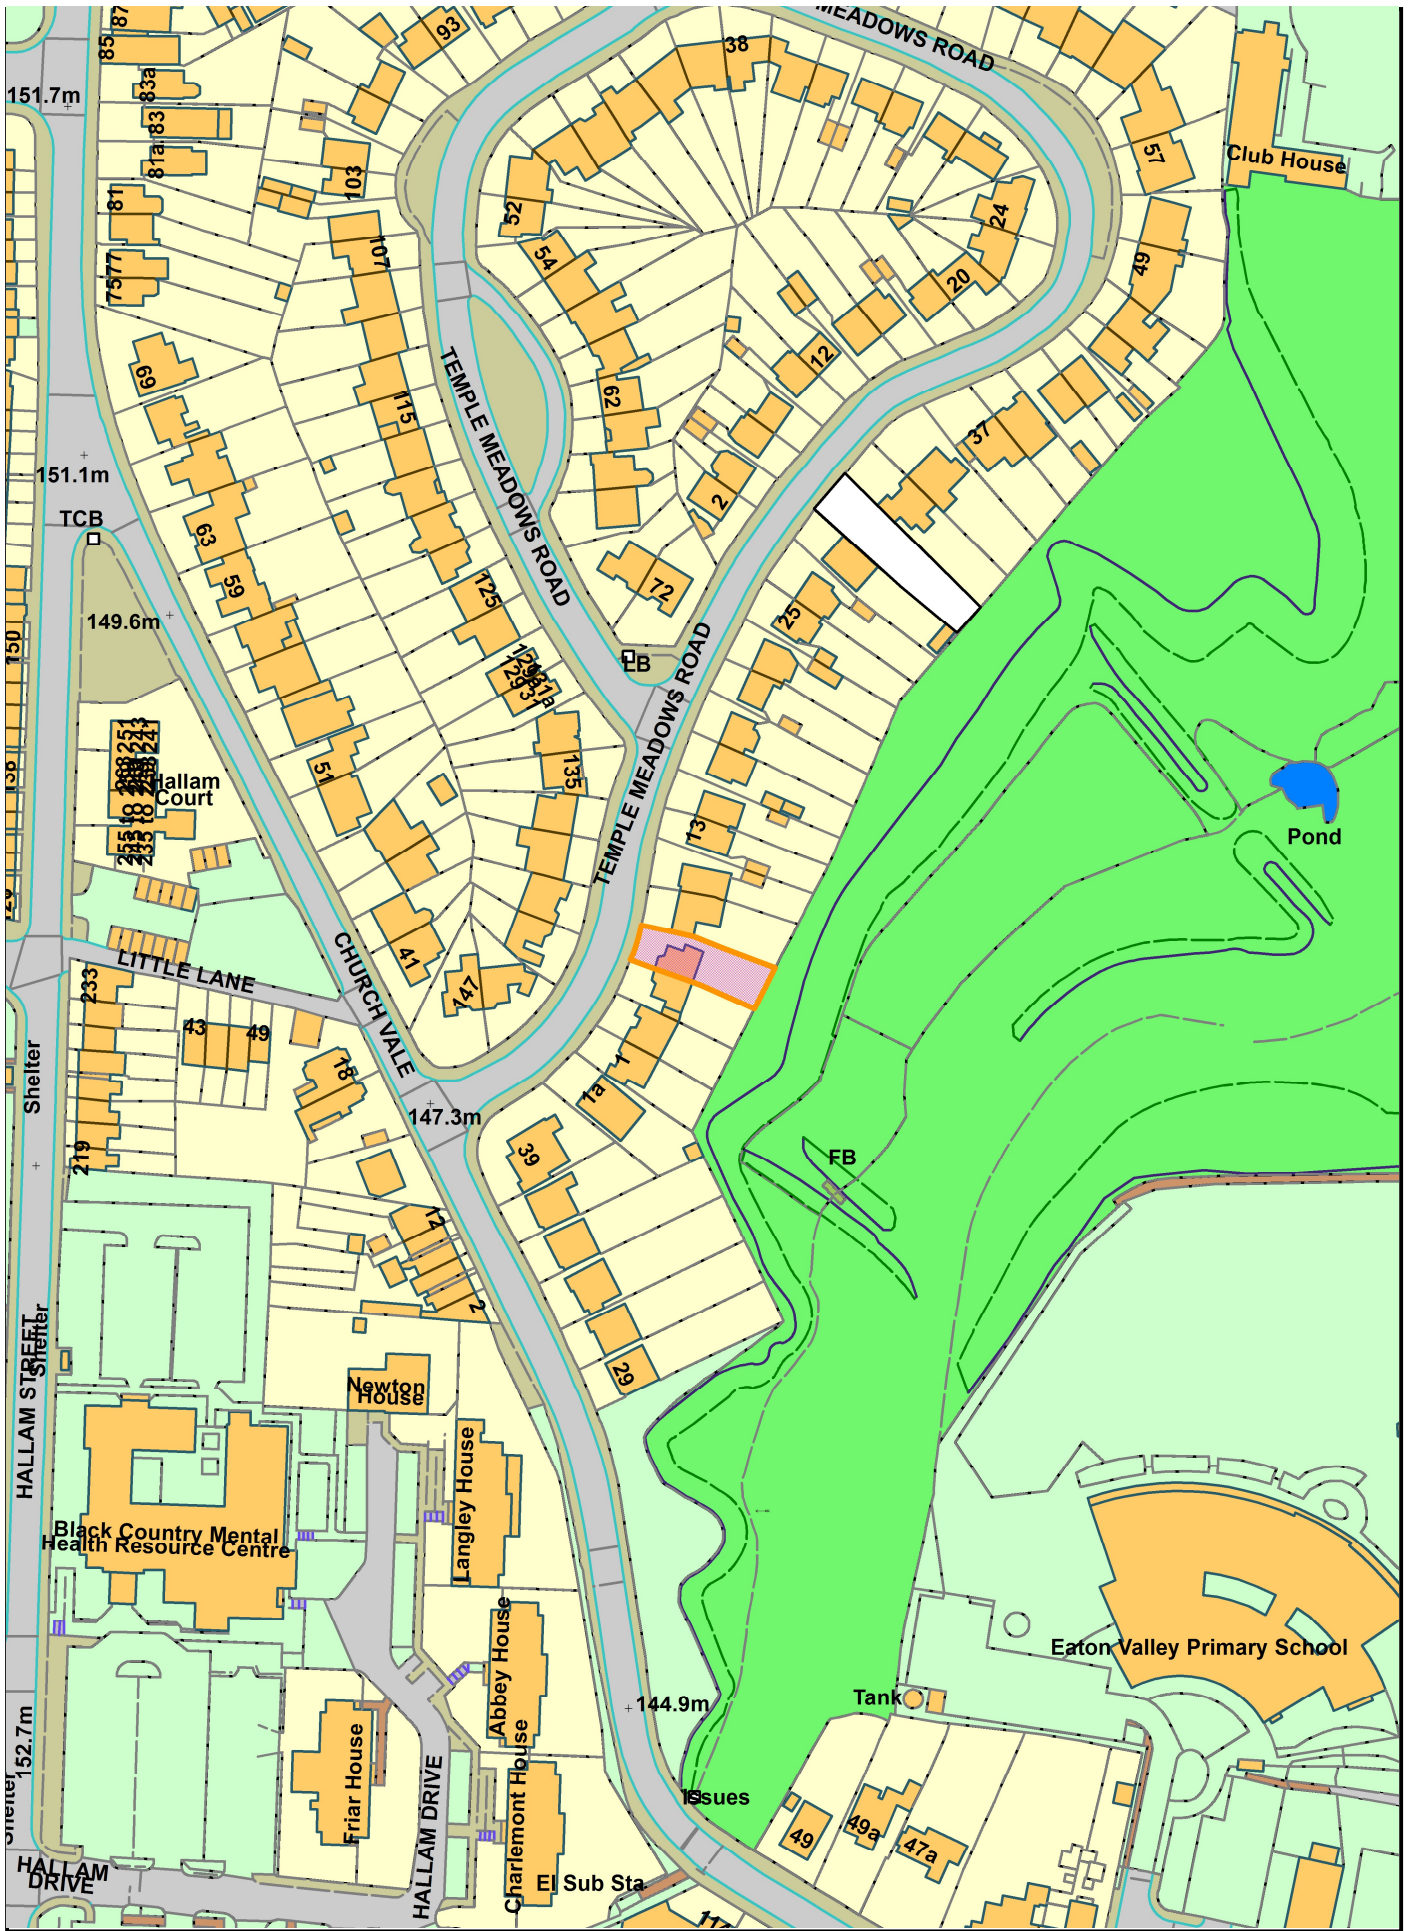 87
93
38
MEADOWS ROAD
85
83a
151.7m
83
81a
57
Club House
103
81
52
24
107
54
49
7577
20
TEMPLE MEADOWS ROAD
12
69
62
115
37
151.1m
2
TCB
63
59
125
72
25
149.6m
150
LB
TEMPLE MEADOWS ROAD
51
135
Hallam
Court
Pond
13
41
CHURCH VALE
LITTLE LANE
233
147
43
49
Shelter
18
1
1a
147.3m
219
39
FB
12
2
Shelter
HALLAM STREET
29
Newton
House
Langley House
Black Country Mental
Health Resource Centre
Abbey House
Eaton Valley Primary School
Tank
144.9m
152.7m
Friar House
Charlemont House
HALLAM DRIVE
Issues
Shelter
49
49a
47a
HALLAM
DRIVE
El Sub Sta